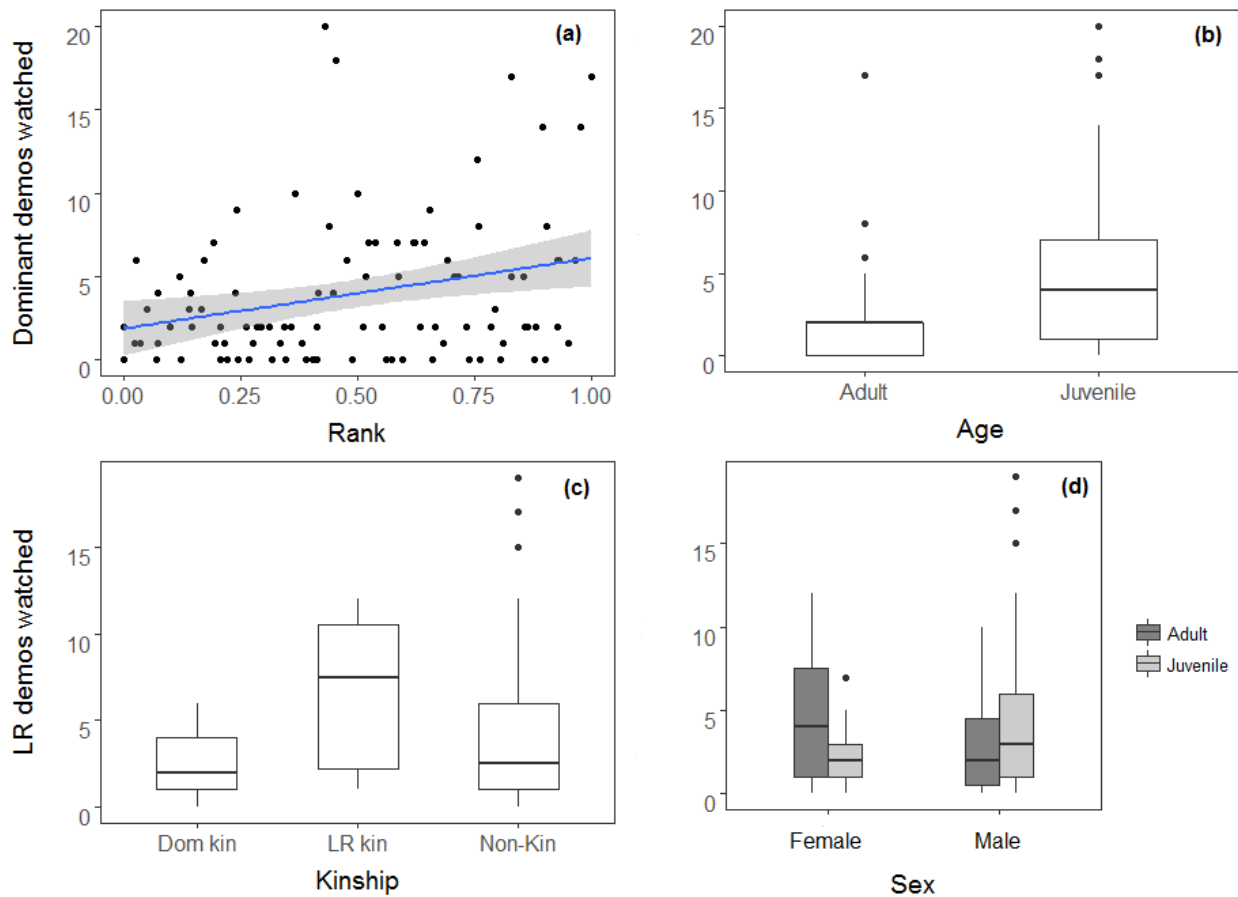 Dominant demos watched
20
15
10
5
0
(a)
0.00 0.25 0.50 0.75 1.00
Rank
20
15
10
5
0
(b)
Adult Juvenile
Age
LR demos watched
15
10
5
0
(c)
Dom kin LR kin Non-Kin
Kinship
15
10
5
0
(d)
Female Male
Sex
Adult
Juvenile